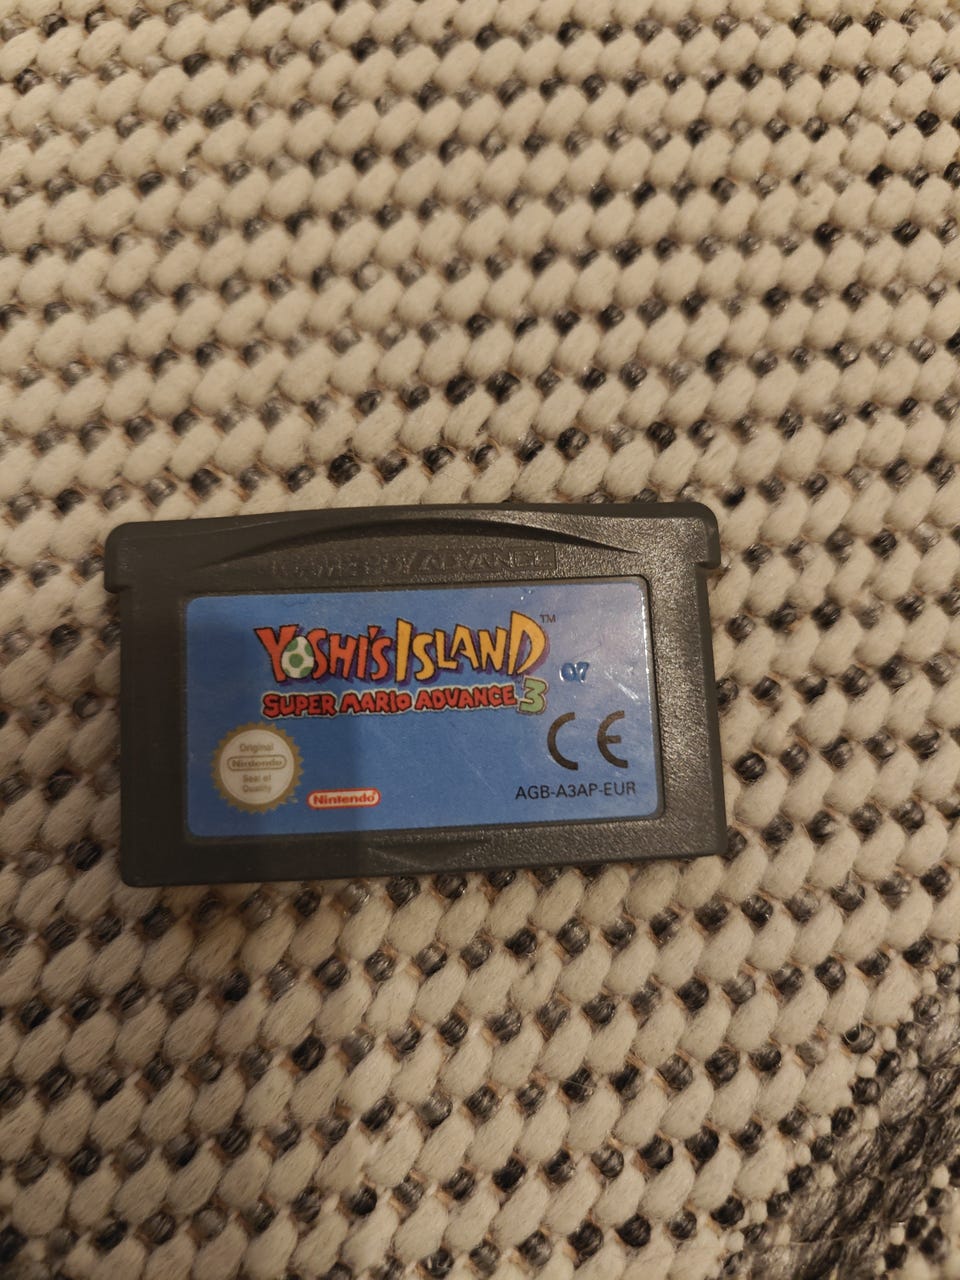 GAME BOY ADVANCE
YOSHI'S ISLAND™
07
SUPER MARIO ADVANCE 3
CE
Original
Nintendo
Seal of
Quality
Nintendo
AGB-A3AP-EUR